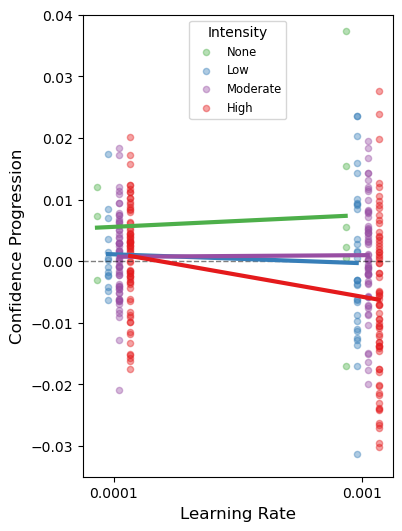 Intensity
None
Low
Moderate
High
Confidence Progression
0.04
0.03
0.02
0.01
0.00
−0.01
−0.02
−0.03
0.0001
0.001
Learning Rate